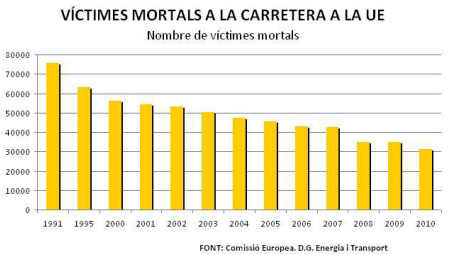 VÍCTIMES MORTALS A LA CARRETERA A LA UE
Nombre de víctimes mortals
80000
70000
60000
50000
40000
30000
20000
10000
0
1991 1995 2000 2001 2002 2003 2004 2005 2006 2007 2008 2009 2010
FONT: Comissió Europea. D.G. Energia i Transport